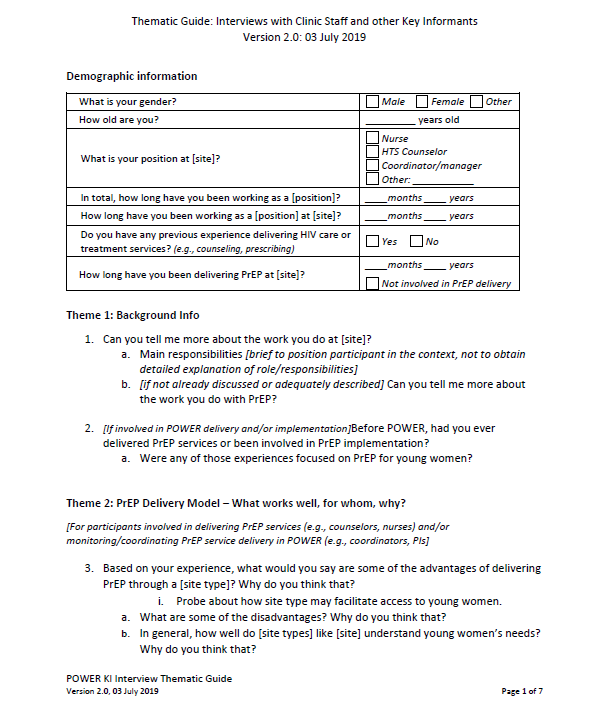 Thematic Guide: Interviews with Clinic Staff and other Key Informants
Version 2.0: 03 July 2019
Demographic information
What is your gender? ☐ Male ☐ Female ☐ Other
How old are you? ________ years old
What is your position at [site]?
☐ Nurse
☐ HTS Counselor
☐ Coordinator/manager
☐ Other: __________
In total, how long have you been working as a [position]? ____months ____ years
How long have you been working as a [position] at [site]? ____months ____ years
Do you have any previous experience delivering HIV care or
treatment services? (e.g., counseling, prescribing)
☐ Yes ☐ No
How long have you been delivering PrEP at [site]?
____months ____ years
☐ Not involved in PrEP delivery
Theme 1: Background Info
1. Can you tell me more about the work you do at [site]?
a. Main responsibilities [brief to position participant in the context, not to obtain
detailed explanation of role/responsibilities]
b. [if not already discussed or adequately described] Can you tell me more about
the work you do with PrEP?
2. [If involved in POWER delivery and/or implementation]Before POWER, had you ever
delivered PrEP services or been involved in PrEP implementation?
a. Were any of those experiences focused on PrEP for young women?
Theme 2: PrEP Delivery Model – What works well, for whom, why?
[For participants involved in delivering PrEP services (e.g., counselors, nurses) and/or
monitoring/coordinating PrEP service delivery in POWER (e.g., coordinators, PIs]
3. Based on your experience, what would you say are some of the advantages of delivering
PrEP through a [site type]? Why do you think that?
i. Probe about how site type may facilitate access to young women.
a. What are some of the disadvantages? Why do you think that?
b. In general, how well do [site types] like [site] understand young women's needs?
Why do you think that?
POWER KI Interview Thematic Guide
Version 2.0, 03 July 2019
Page 1 of 7